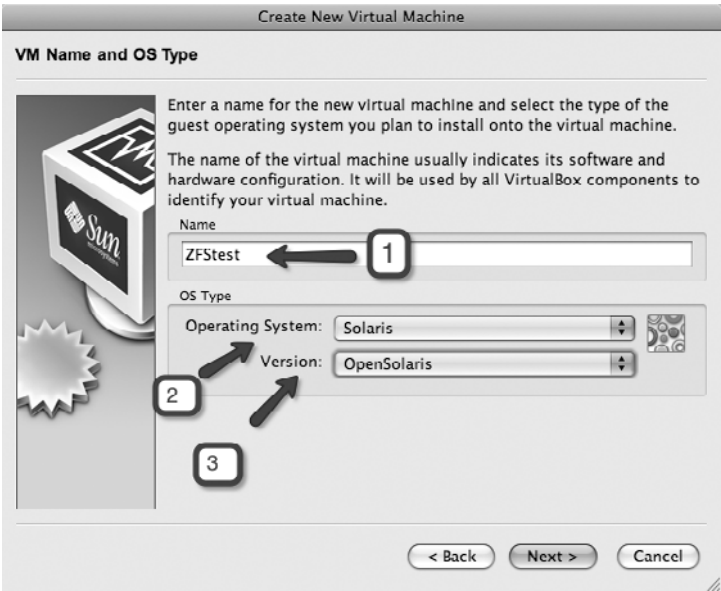 Create New Virtual Machine
VM Name and OS Type
Enter a name for the new virtual machine and select the type of the
guest operating system you plan to install onto the virtual machine.
The name of the virtual machine usually indicates its software and
hardware configuration. It will be used by all VirtualBox components to
identify your virtual machine.
Sun
microsystems
Name
ZFStest
1
OS Type
Operating System: Solaris
Version: OpenSolaris
2
3
< Back Next > Cancel